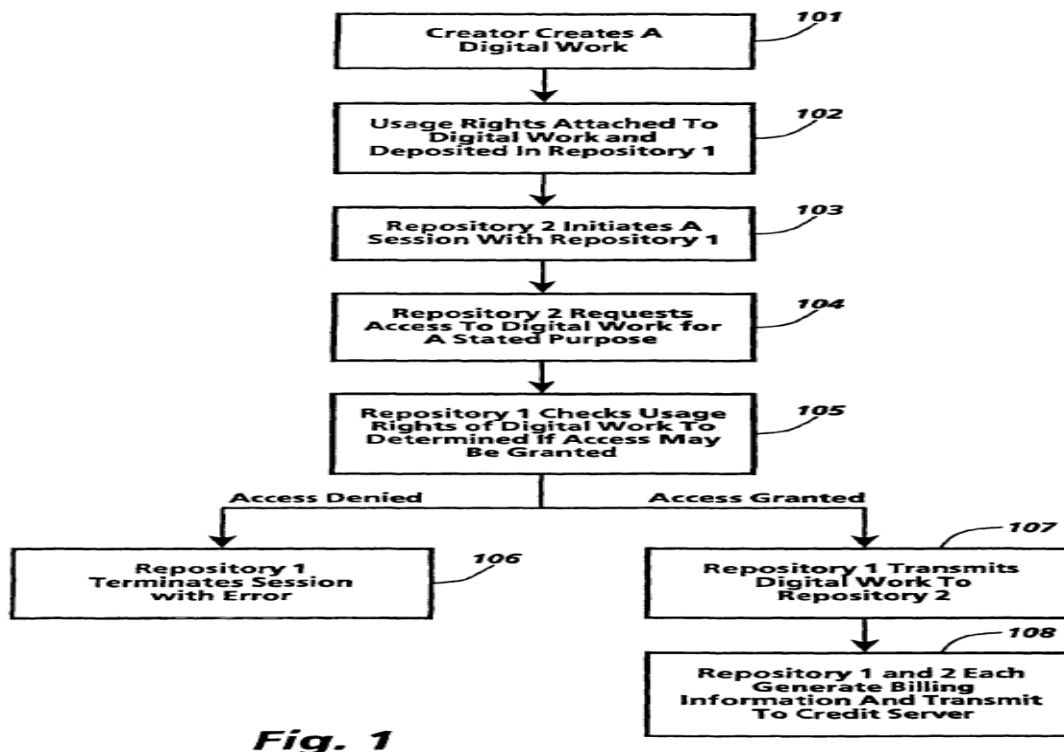 101
Creator Creates A
Digital Work
102
Usage Rights Attached To
Digital Work and
Deposited In Repository 1
103
Repository 2 Initiates A
Session With Repository 1
104
Repository 2 Requests
Access To Digital Work for
A Stated Purpose
105
Repository 1 Checks Usage
Rights of Digital Work To
Determined If Access May
Be Granted
Access Denied
Access Granted
106
Repository 1
Terminates Session
with Error
107
Repository 1 Transmits
Digital Work To
Repository 2
108
Repository 1 and 2 Each
Generate Billing
Information And Transmit
To Credit Server
Fig. 1